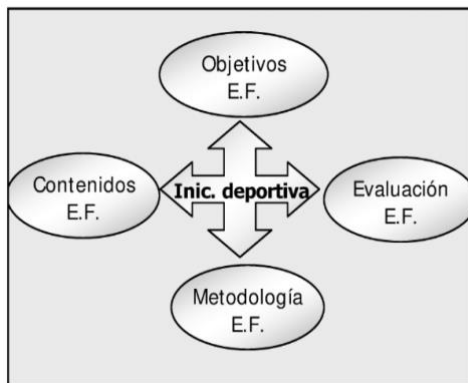 Objetivos
E.F.
Contenidos
E.F.
Inic. deportiva
Evaluación
E.F.
Metodología
E.F.